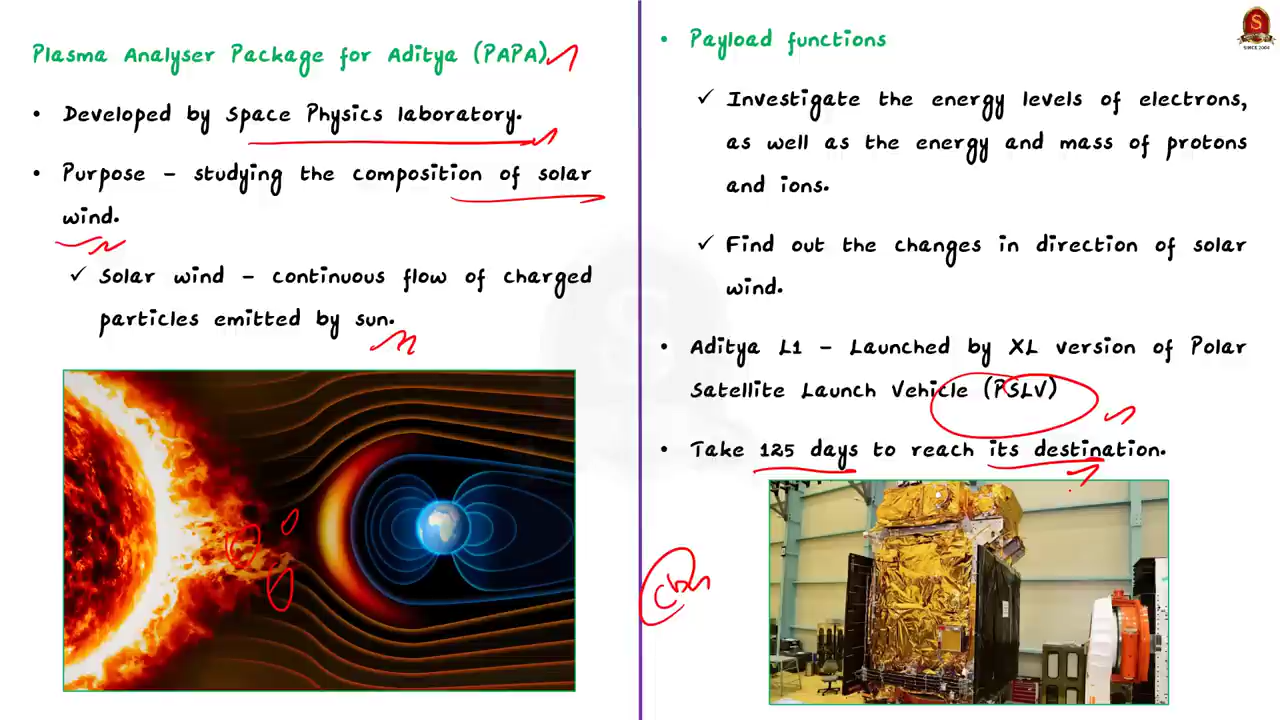 Plasma Analyser Package for Aditya (PAPA)
• Developed by Space Physics laboratory.
• Purpose – studying the composition of solar
wind.
✓ Solar wind – continuous flow of charged
particles emitted by sun.
• Payload functions
✓ Investigate the energy levels of electrons,
as well as the energy and mass of protons
and ions.
✓ Find out the changes in direction of solar
wind.
• Aditya L1 – Launched by XL version of Polar
Satellite Launch Vehicle (PSLV)
• Take 125 days to reach its destination.
S
SINCE 2004